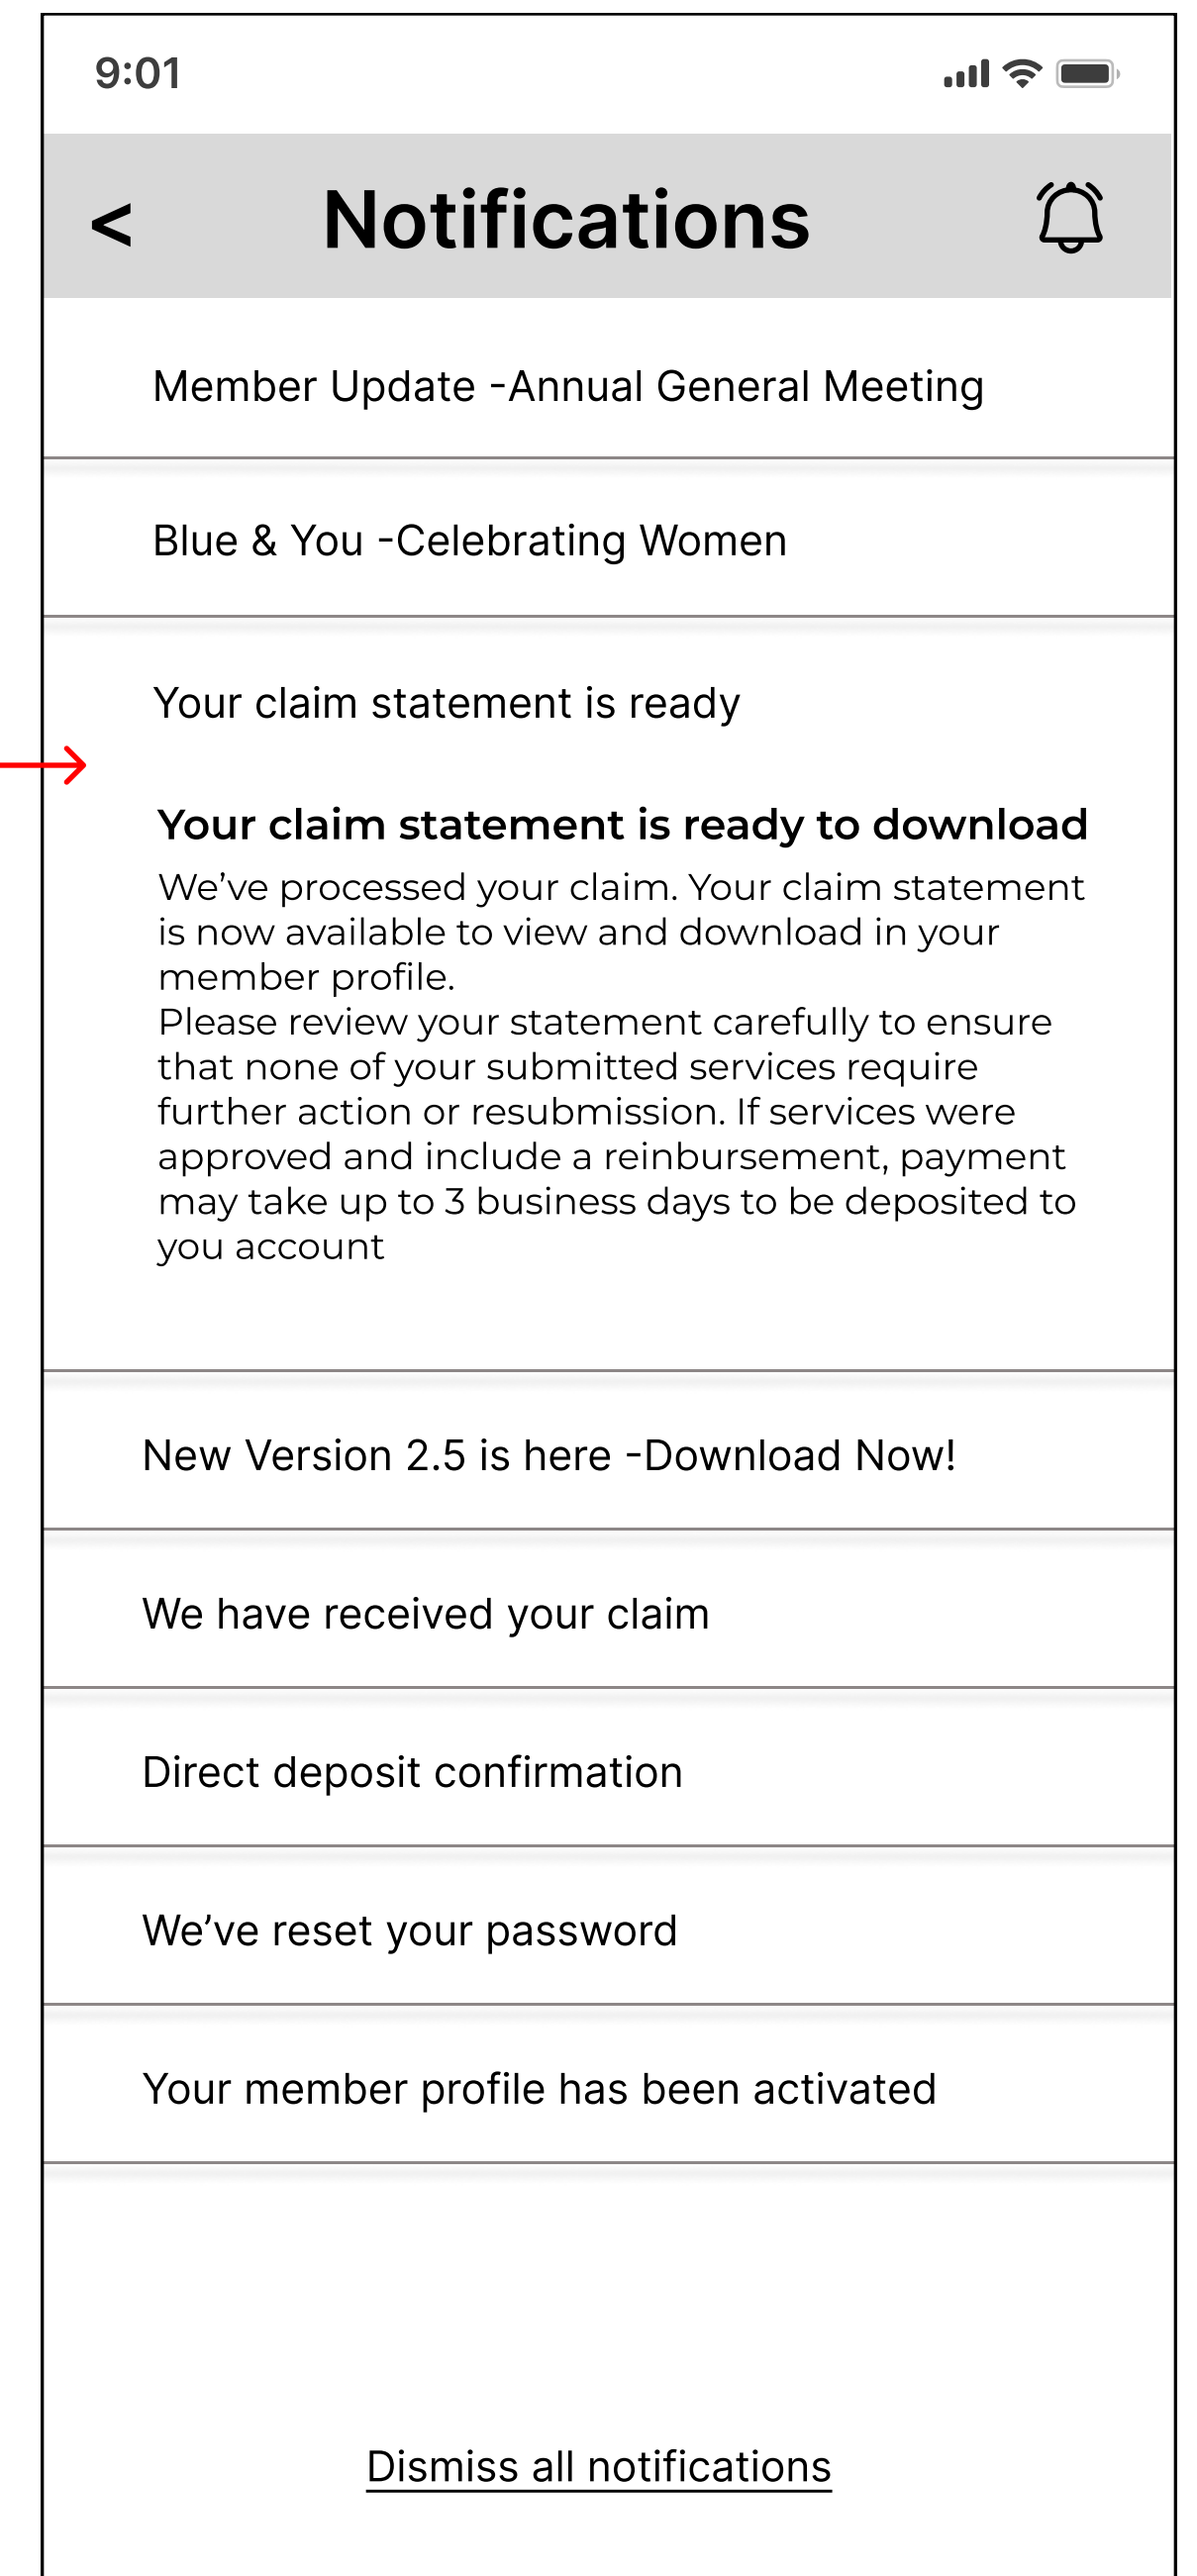 9:01
< Notifications
Member Update -Annual General Meeting
Blue & You -Celebrating Women
Your claim statement is ready
Your claim statement is ready to download
We’ve processed your claim. Your claim statement
is now available to view and download in your
member profile.
Please review your statement carefully to ensure
that none of your submitted services require
further action or resubmission. If services were
approved and include a reinbursement, payment
may take up to 3 business days to be deposited to
you account
New Version 2.5 is here -Download Now!
We have received your claim
Direct deposit confirmation
We’ve reset your password
Your member profile has been activated
Dismiss all notifications